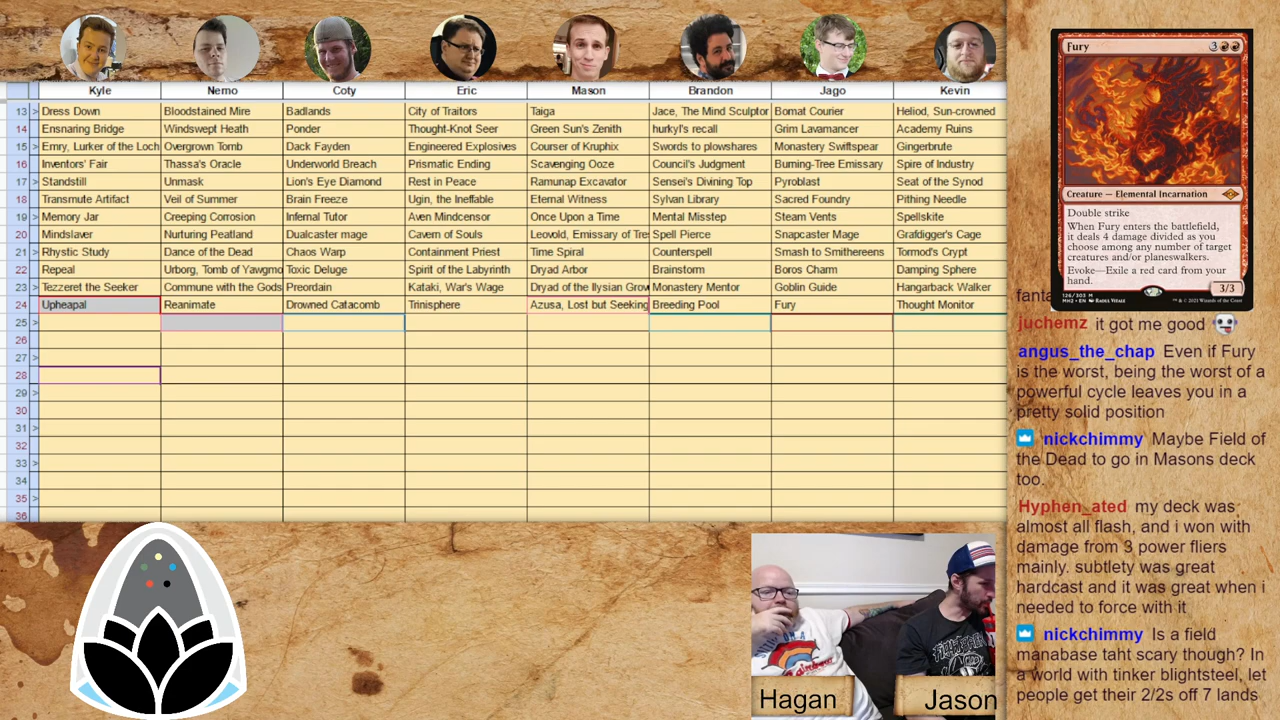 Kyle Nemo Coty Eric Mason Brandon Jago Kevin
13 > Dress Down Bloodstained Mire Badlands City of Traitors Taiga Jace, The Mind Sculptor Bomat Courier Heliod, Sun-crowned
14 Ensnaring Bridge Windswept Heath Ponder Thought-Knot Seer Green Sun's Zenith hurkyl's recall Grim Lavamancer Academy Ruins
15 > Emry, Lurker of the Loch Overgrown Tomb Dack Fayden Engineered Explosives Courser of Kruphix Swords to plowshares Monastery Swiftspear Gingerbrute
16 Inventors' Fair Thassa's Oracle Underworld Breach Prismatic Ending Scavenging Ooze Council's Judgment Burning-Tree Emissary Spire of Industry
17 > Standstill Unmask Lion's Eye Diamond Rest in Peace Ramunap Excavator Sensei's Divining Top Pyroblast Seat of the Synod
18 Transmute Artifact Veil of Summer Brain Freeze Ugin, the Ineffable Eternal Witness Sylvan Library Sacred Foundry Pithing Needle
19 > Memory Jar Creeping Corrosion Infernal Tutor Aven Mindcensor Once Upon a Time Mental Misstep Steam Vents Spellskite
20 Mindslaver Nurturing Peatland Dualcaster mage Cavern of Souls Leovold, Emissary of Tres Spell Pierce Snapcaster Mage Grafdigger's Cage
21 > Rhystic Study Dance of the Dead Chaos Warp Containment Priest Time Spiral Counterspell Smash to Smithereens Tormod's Crypt
22 Repeal Urborg, Tomb of Yawgmo Toxic Deluge Spirit of the Labyrinth Dryad Arbor Brainstorm Boros Charm Damping Sphere
23 > Tezzeret the Seeker Commune with the Gods Preordain Kataki, War's Wage Dryad of the Ilysian Grov Monastery Mentor Goblin Guide Hangarback Walker
24 Upheapal Reanimate Drowned Catacomb Trinisphere Azusa, Lost but Seeking Breeding Pool Fury Thought Monitor
25 >
26
27 >
28
29 >
30
31 >
32
33 >
34
35 >
36
Fury 3
Creature — Elemental Incarnation
Double strike
When Fury enters the battlefield,
it deals 4 damage divided as you
choose among any number of target
creatures and/or planeswalkers.
Evoke—Exile a red card from your
hand.
3/3
126/303 M
MH2 • EN RAUL VITALE
fanta
juchemz it got me good
angus_the_chap Even if Fury
is the worst, being the worst of a
powerful cycle leaves you in a
pretty solid position
nickchimmy Maybe Field of
the Dead to go in Masons deck
too.
Hyphen_ated my deck was
almost all flash, and i won with
damage from 3 power fliers
mainly. subtlety was great
hardcast and it was great when i
needed to force with it
nickchimmy Is a field
manabase taht scary though? In
a world with tinker blightsteel, let
people get their 2/2s off 7 lands
Hagan
Jason